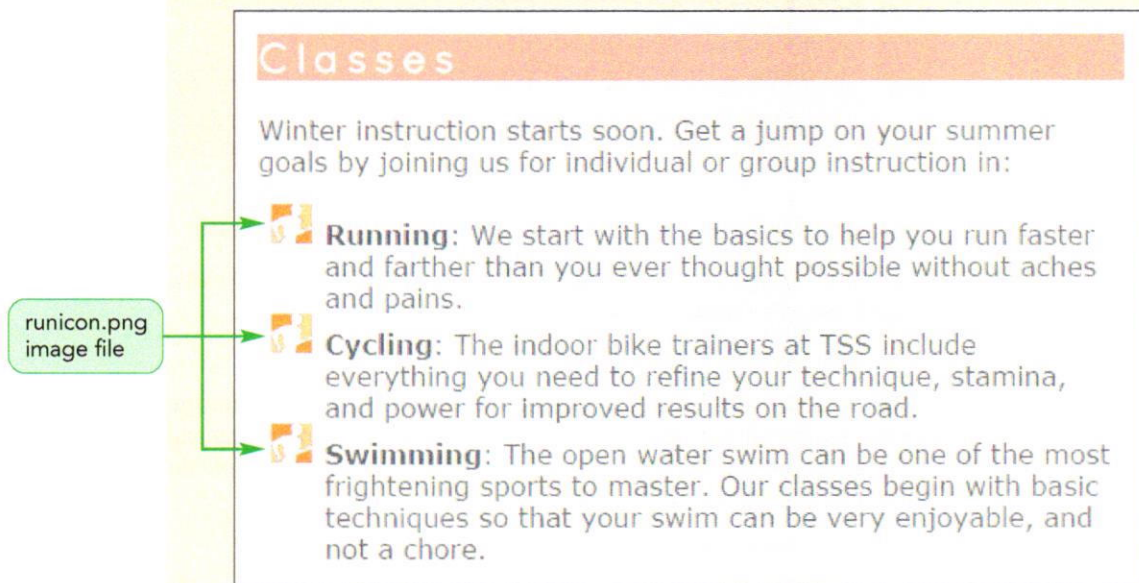 Classes
Winter instruction starts soon. Get a jump on your summer
goals by joining us for individual or group instruction in:
Running: We start with the basics to help you run faster
and farther than you ever thought possible without aches
and pains.
runicon.png
image file
Cycling: The indoor bike trainers at TSS include
everything you need to refine your technique, stamina,
and power for improved results on the road.
Swimming: The open water swim can be one of the most
frightening sports to master. Our classes begin with basic
techniques so that your swim can be very enjoyable, and
not a chore.